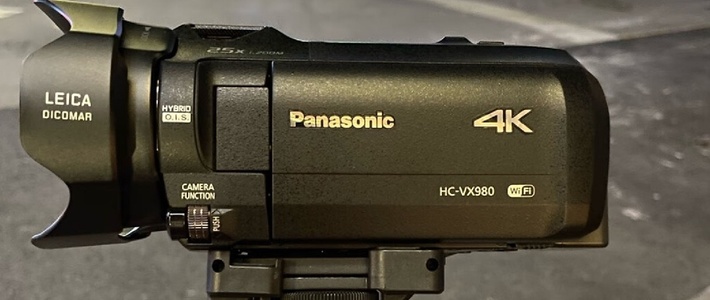 25x i.ZOOM
LEICA
DICOMAR
HYBRID
O.I.S.
Panasonic
4K
HC-VX980 WiFi
CAMERA
FUNCTION
PUSH